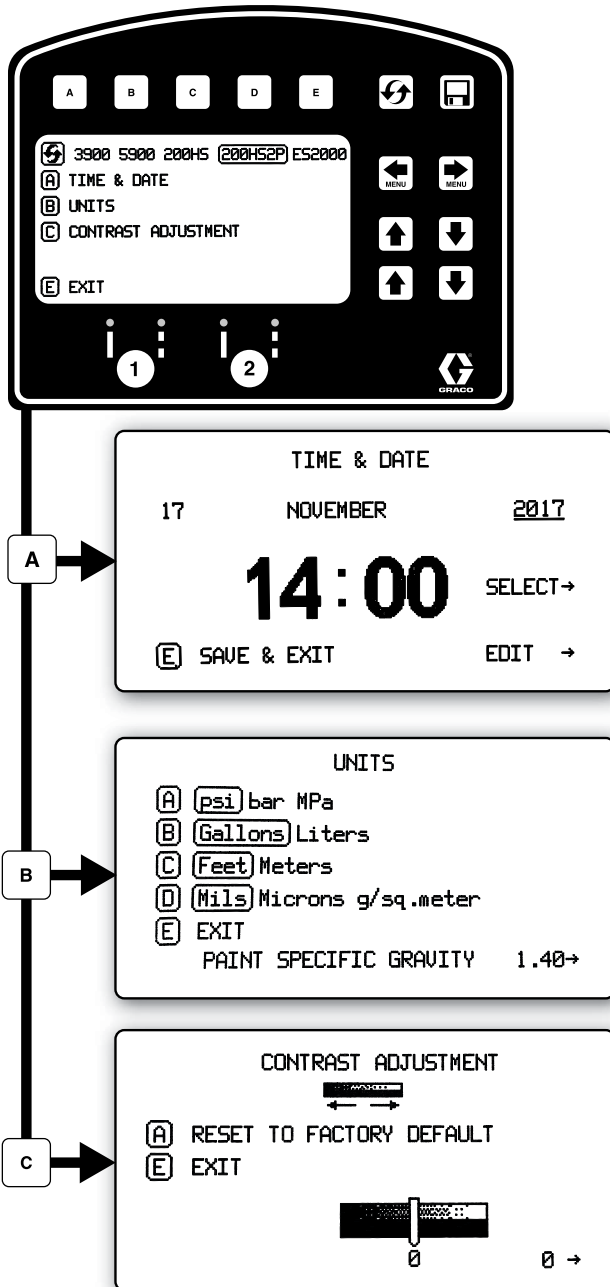 A B C D E
3900 5900 200HS 200HS2P ES2000
A TIME & DATE
B UNITS
C CONTRAST ADJUSTMENT
E EXIT
MENU MENU
1 2
GRACO
A
TIME & DATE
17 NOVEMBER 2017
14:00
SELECT→
E SAVE & EXIT EDIT →
B
UNITS
A psi bar MPa
B Gallons Liters
C Feet Meters
D Mils Microns g/sq.meter
E EXIT
PAINT SPECIFIC GRAVITY 1.40→
C
CONTRAST ADJUSTMENT
A RESET TO FACTORY DEFAULT
E EXIT
0 0 →